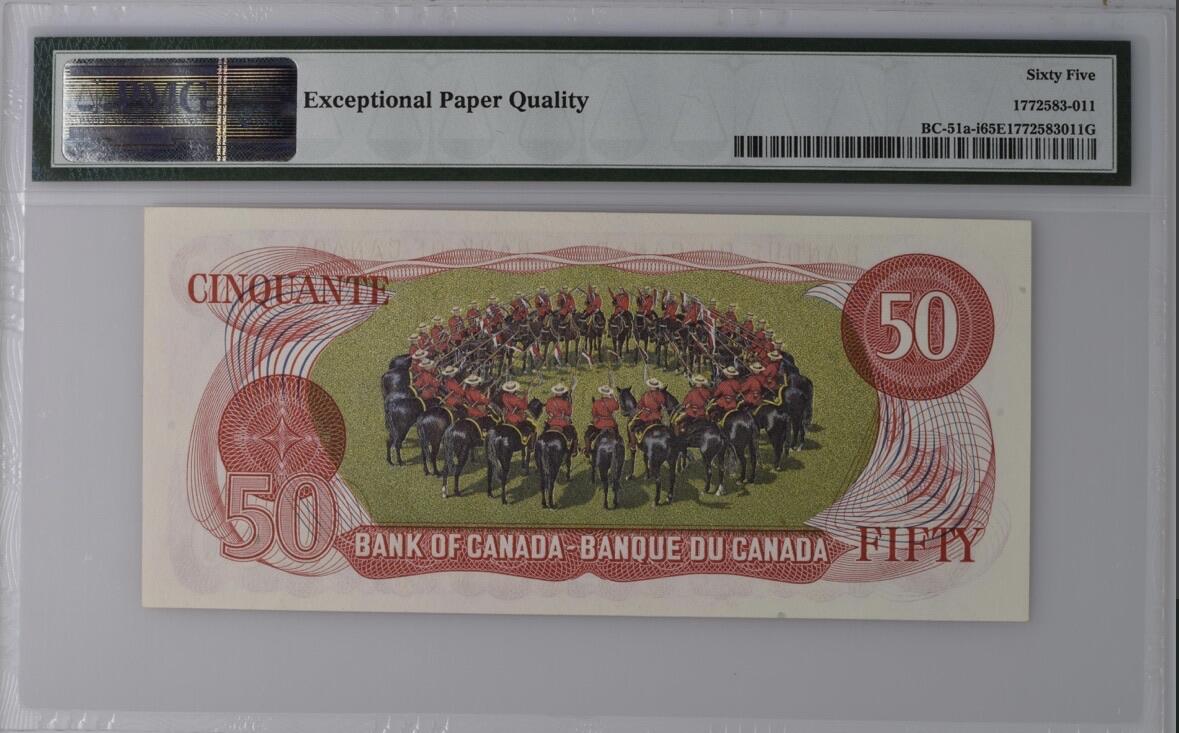 PMG
Exceptional Paper Quality
Sixty Five
1772583-011
BC-51a-i65E1772583011G
CINQUANTE
50
50
BANK OF CANADA-BANQUE DU CANADA
FIFTY